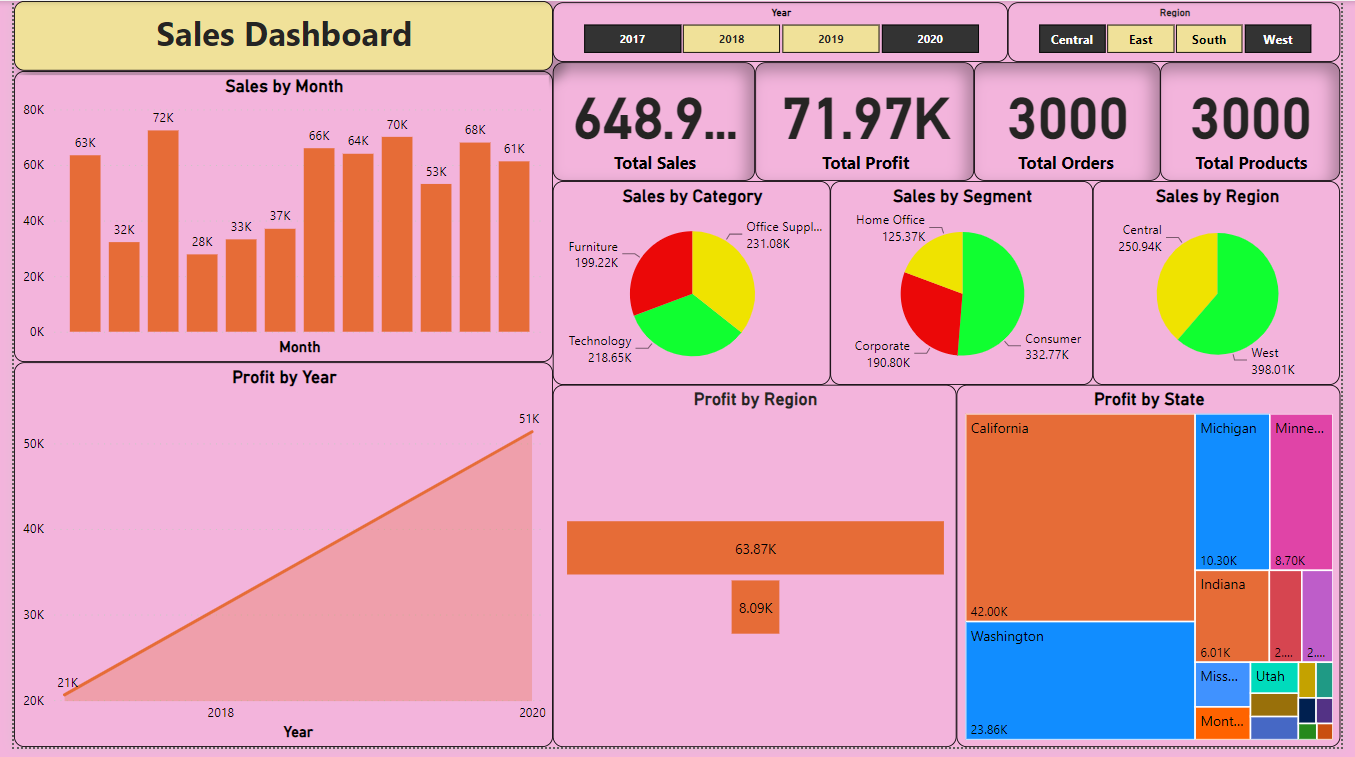 Sales Dashboard
Year
2017
2018
2019
2020
Region
Central
East
South
West
648.9...
Total Sales
71.97K
Total Profit
3000
Total Orders
3000
Total Products
Sales by Month
80K
60K
40K
20K
0K
63K
32K
72K
28K
33K
37K
66K
64K
70K
53K
68K
61K
Month
Sales by Category
Furniture
199.22K
Office Suppl...
231.08K
Technology
218.65K
Sales by Segment
Home Office
125.37K
Corporate
190.80K
Consumer
332.77K
Sales by Region
Central
250.94K
West
398.01K
Profit by Year
50K
40K
30K
20K
21K
51K
2018
2020
Year
Profit by Region
63.87K
8.09K
Profit by State
California
42.00K
Washington
23.86K
Michigan
10.30K
Minne...
8.70K
Indiana
6.01K
2....
2....
Miss...
Mont...
Utah